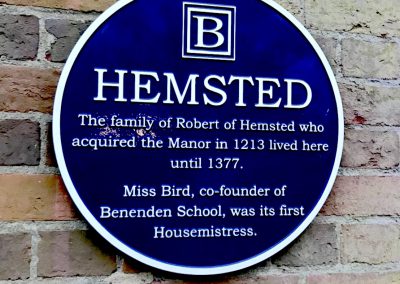 B
HEMSTED
The family of Robert of Hemsted who
acquired the Manor in 1213 lived here
until 1377.
Miss Bird, co-founder of
Benenden School, was its first
Housemistress.